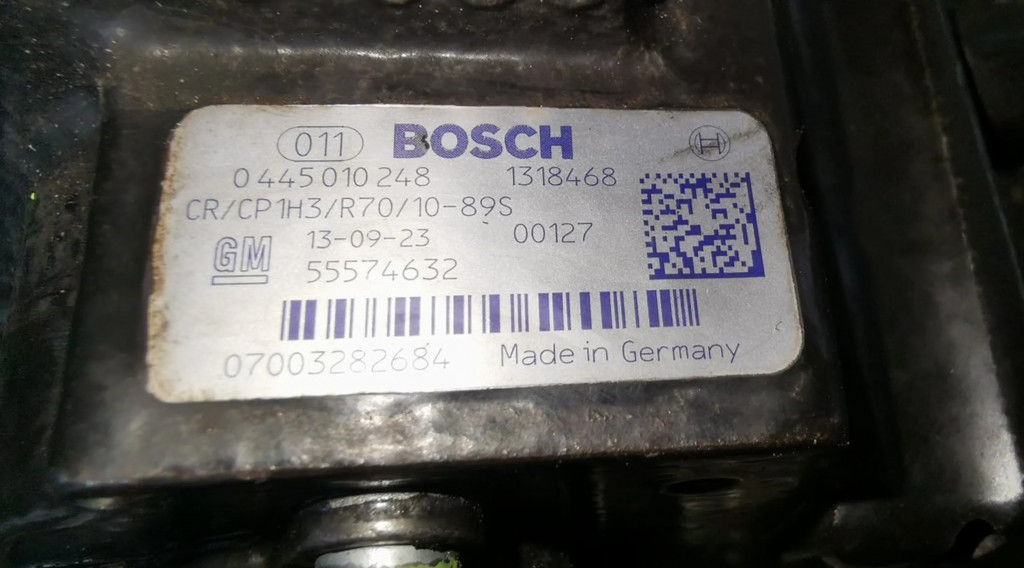 011 BOSCH
0 445 010 248 1318468
CR/CP1H3/R70/10-89S
GM 13-09-23 00127
55574632
07003282684 Made in Germany